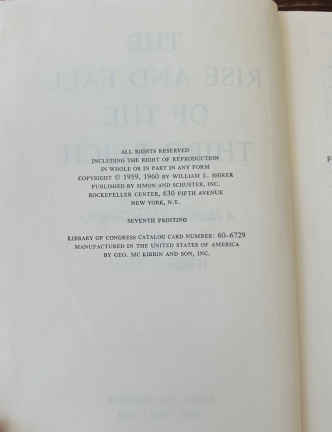 ALL RIGHTS RESERVED
INCLUDING THE RIGHT OF REPRODUCTION
IN WHOLE OR IN PART IN ANY FORM
COPYRIGHT © 1959, 1960 BY WILLIAM L. SHIRER
PUBLISHED BY SIMON AND SCHUSTER, INC.
ROCKEFELLER CENTER, 630 FIFTH AVENUE
NEW YORK, N.Y.
SEVENTH PRINTING
LIBRARY OF CONGRESS CATALOG CARD NUMBER: 60-6729
MANUFACTURED IN THE UNITED STATES OF AMERICA
BY GEO. MC KIBBIN AND SON, INC.